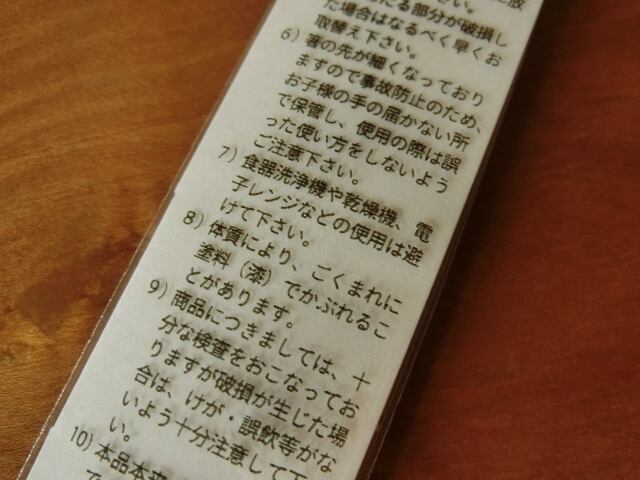 たる部分が破損し
た場合はなるべく早くお
取替え下さい。
6）箸の先が細くなっており
ますので事故防止のため、
お子様の手の届かない所
で保管し、使用の際は誤
った使い方をしないよう
ご注意下さい。
7）食器洗浄機や乾燥機、電
子レンジなどの使用は避
けて下さい。
8）体質により、ごくまれに
塗料（漆）でかぶれるこ
とがあります。
9）商品につきましては、十
分な検査をおこなってお
りますが破損が生じた場
合は、けが・誤飲等がな
いよう十分注意して下
い。
10）本品本来